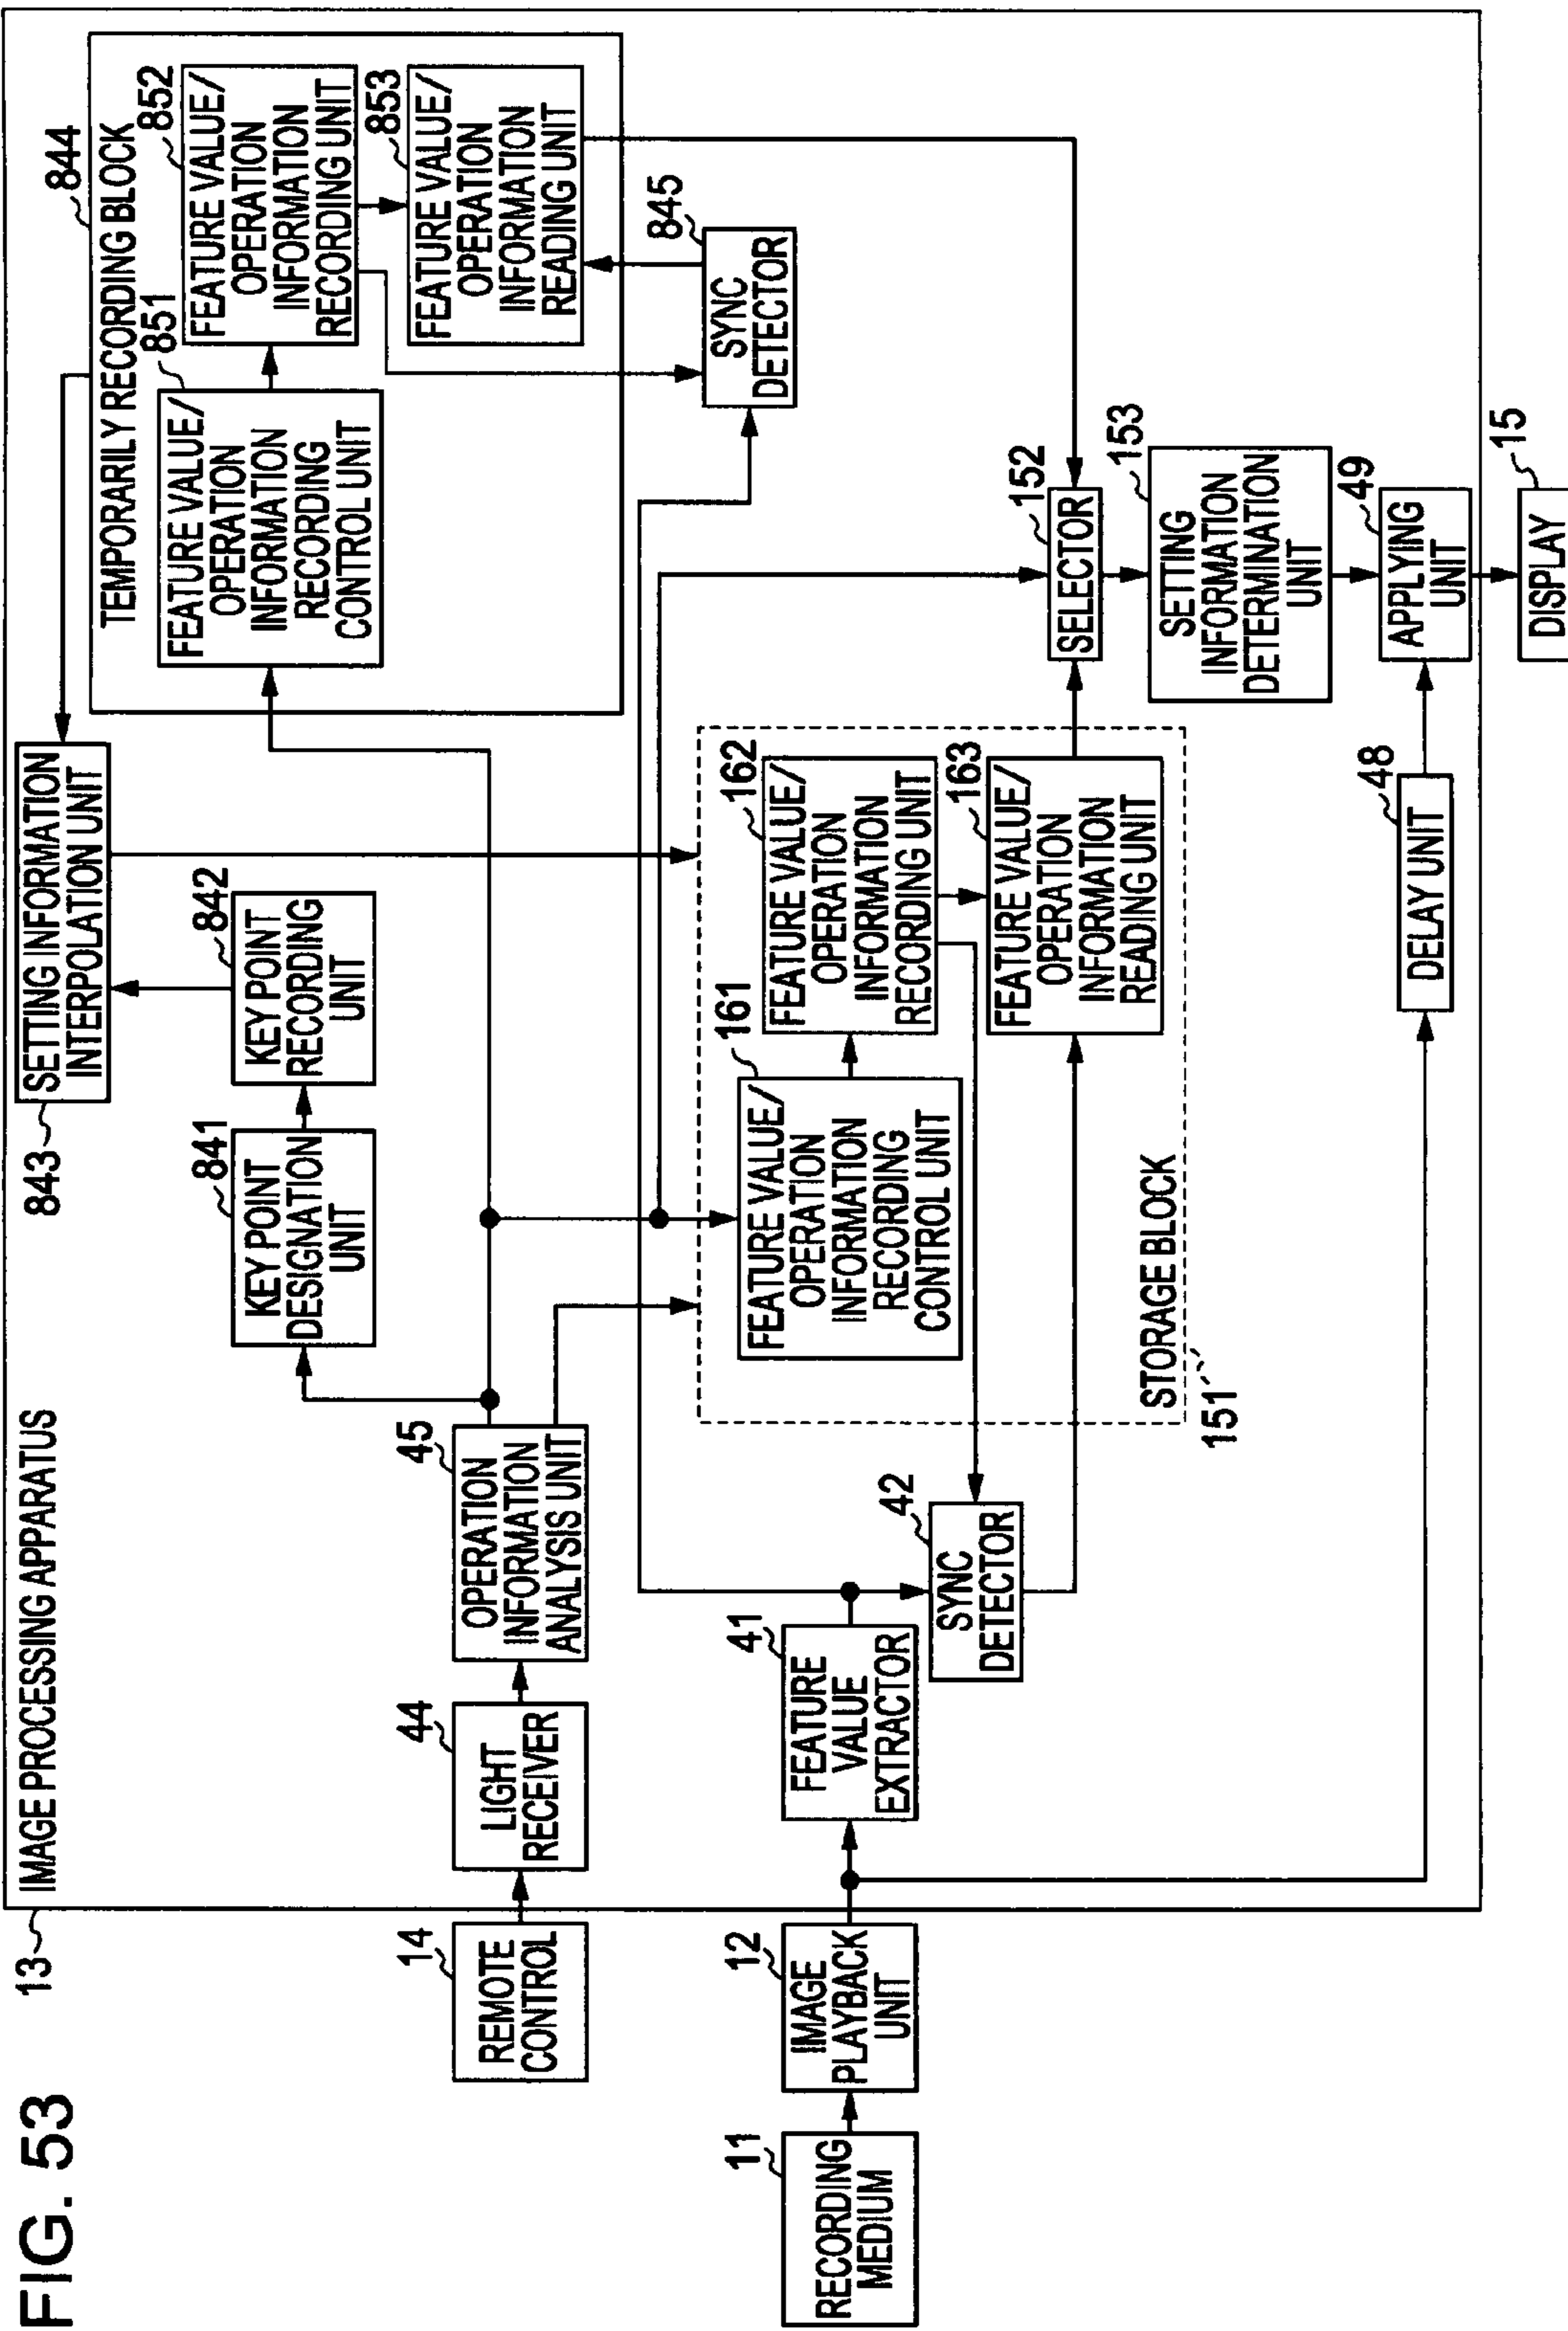 FIG. 53
13
IMAGE PROCESSING APPARATUS
843
SETTING INFORMATION
INTERPOLATION UNIT
844
TEMPORARILY RECORDING BLOCK
841
KEY POINT
DESIGNATION
UNIT
842
KEY POINT
RECORDING
UNIT
851
FEATURE VALUE/
OPERATION
INFORMATION
RECORDING
CONTROL UNIT
852
FEATURE VALUE/
OPERATION
INFORMATION
RECORDING UNIT
853
FEATURE VALUE/
OPERATION
INFORMATION
READING UNIT
14
REMOTE
CONTROL
44
LIGHT
RECEIVER
45
OPERATION
INFORMATION
ANALYSIS UNIT
845
SYNC
DETECTOR
11
RECORDING
MEDIUM
12
IMAGE
PLAYBACK
UNIT
41
FEATURE
VALUE
EXTRACTOR
42
SYNC
DETECTOR
161
FEATURE VALUE/
OPERATION
INFORMATION
RECORDING
CONTROL UNIT
162
FEATURE VALUE/
OPERATION
INFORMATION
RECORDING UNIT
163
FEATURE VALUE/
OPERATION
INFORMATION
READING UNIT
STORAGE BLOCK
151
152
SELECTOR
153
SETTING
INFORMATION
DETERMINATION
UNIT
48
DELAY UNIT
49
APPLYING
UNIT
15
DISPLAY